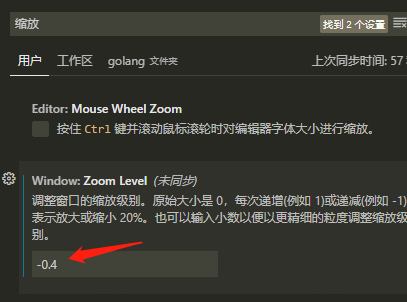 缩放
找到 2 个设置
用户 工作区 golang 文件夹
上次同步时间: 57
Editor: Mouse Wheel Zoom
按住 Ctrl 键并滚动鼠标滚轮时对编辑器字体大小进行缩放。
Window: Zoom Level (未同步)
调整窗口的缩放级别。原始大小是 0，每次递增(例如 1)或递减(例如 -1)
表示放大或缩小 20%。也可以输入小数以便以更精细的粒度调整缩放级
别。
-0.4